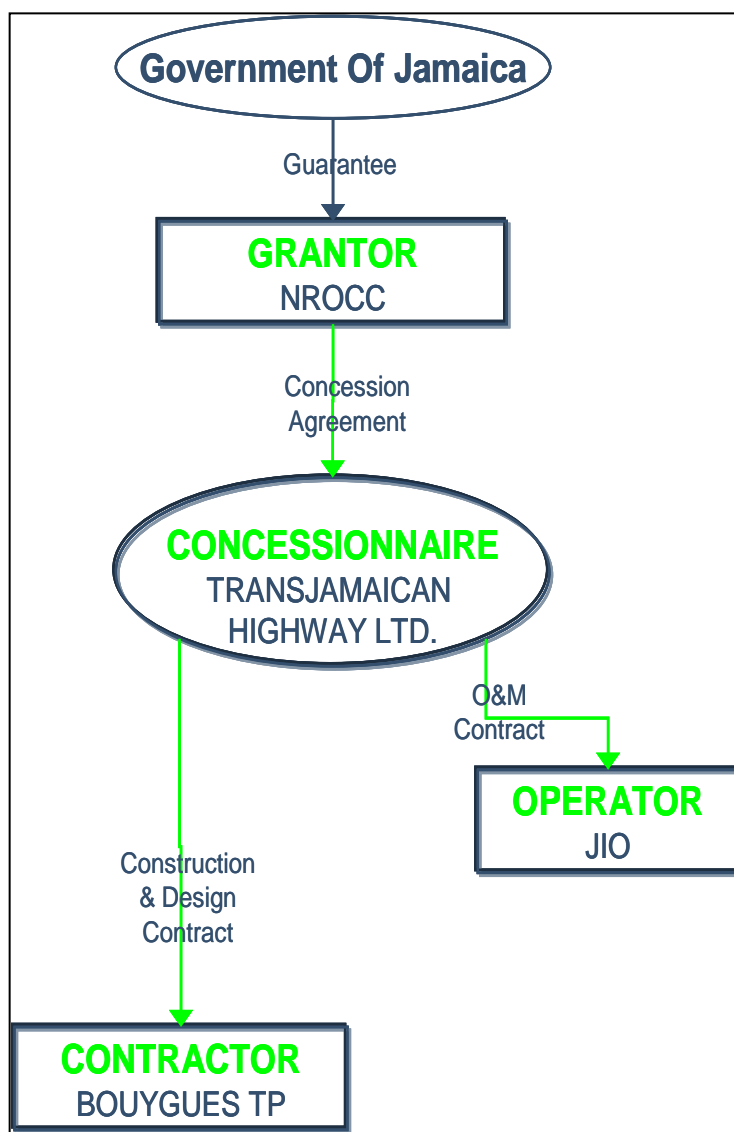 Government Of Jamaica
Guarantee
GRANTOR
NROCC
Concession
Agreement
CONCESSIONNAIRE
TRANSJAMAICAN
HIGHWAY LTD.
O&M
Contract
OPERATOR
JIO
Construction
& Design
Contract
CONTRACTOR
BOUYGUES TP